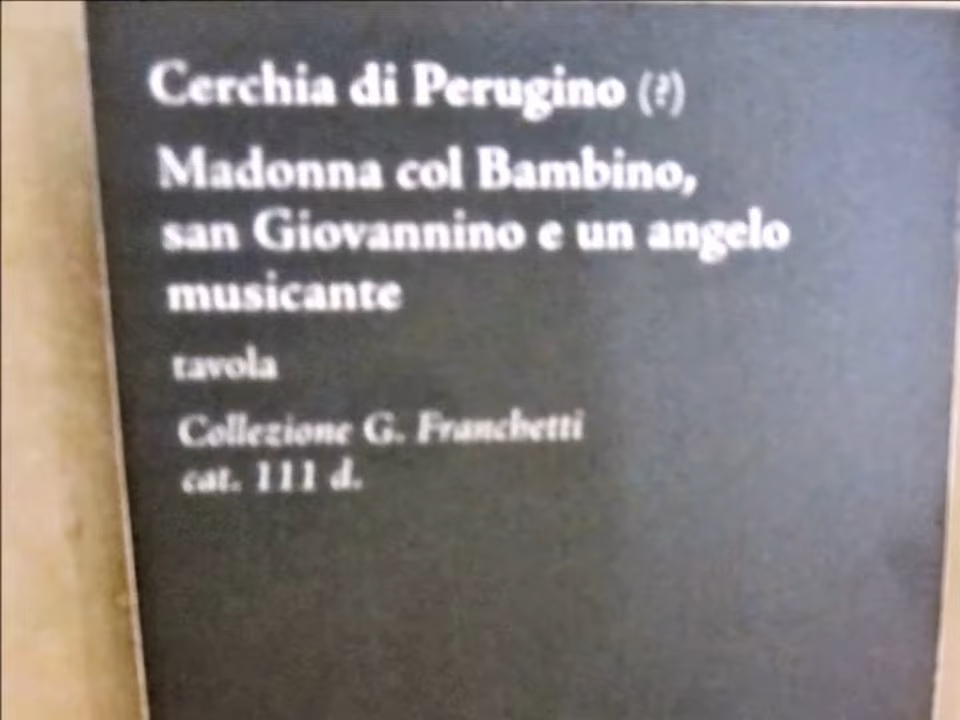 Cerchia di Perugino (?)
Madonna col Bambino,
san Giovannino e un angelo
musicante
tavola
Collezione G. Franchetti
cat. 111 d.